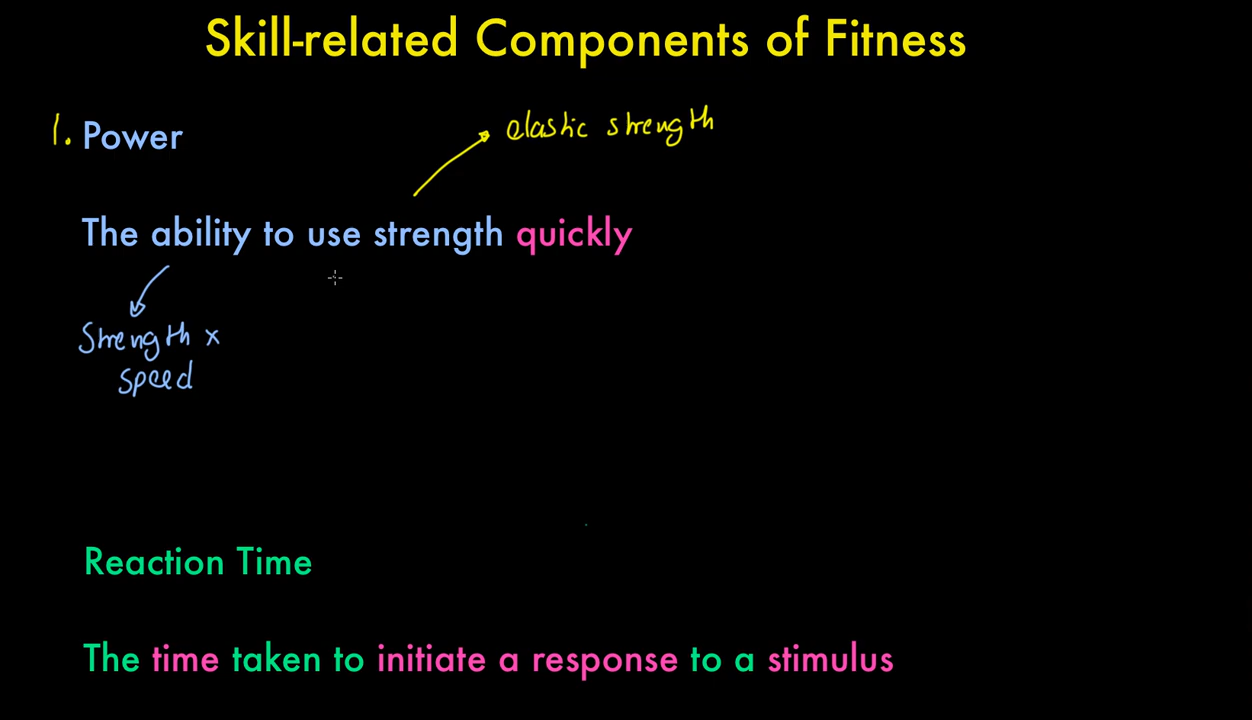 Skill-related Components of Fitness
1. Power
elastic strength
The ability to use strength quickly
Strength ×
speed
Reaction Time
The time taken to initiate a response to a stimulus